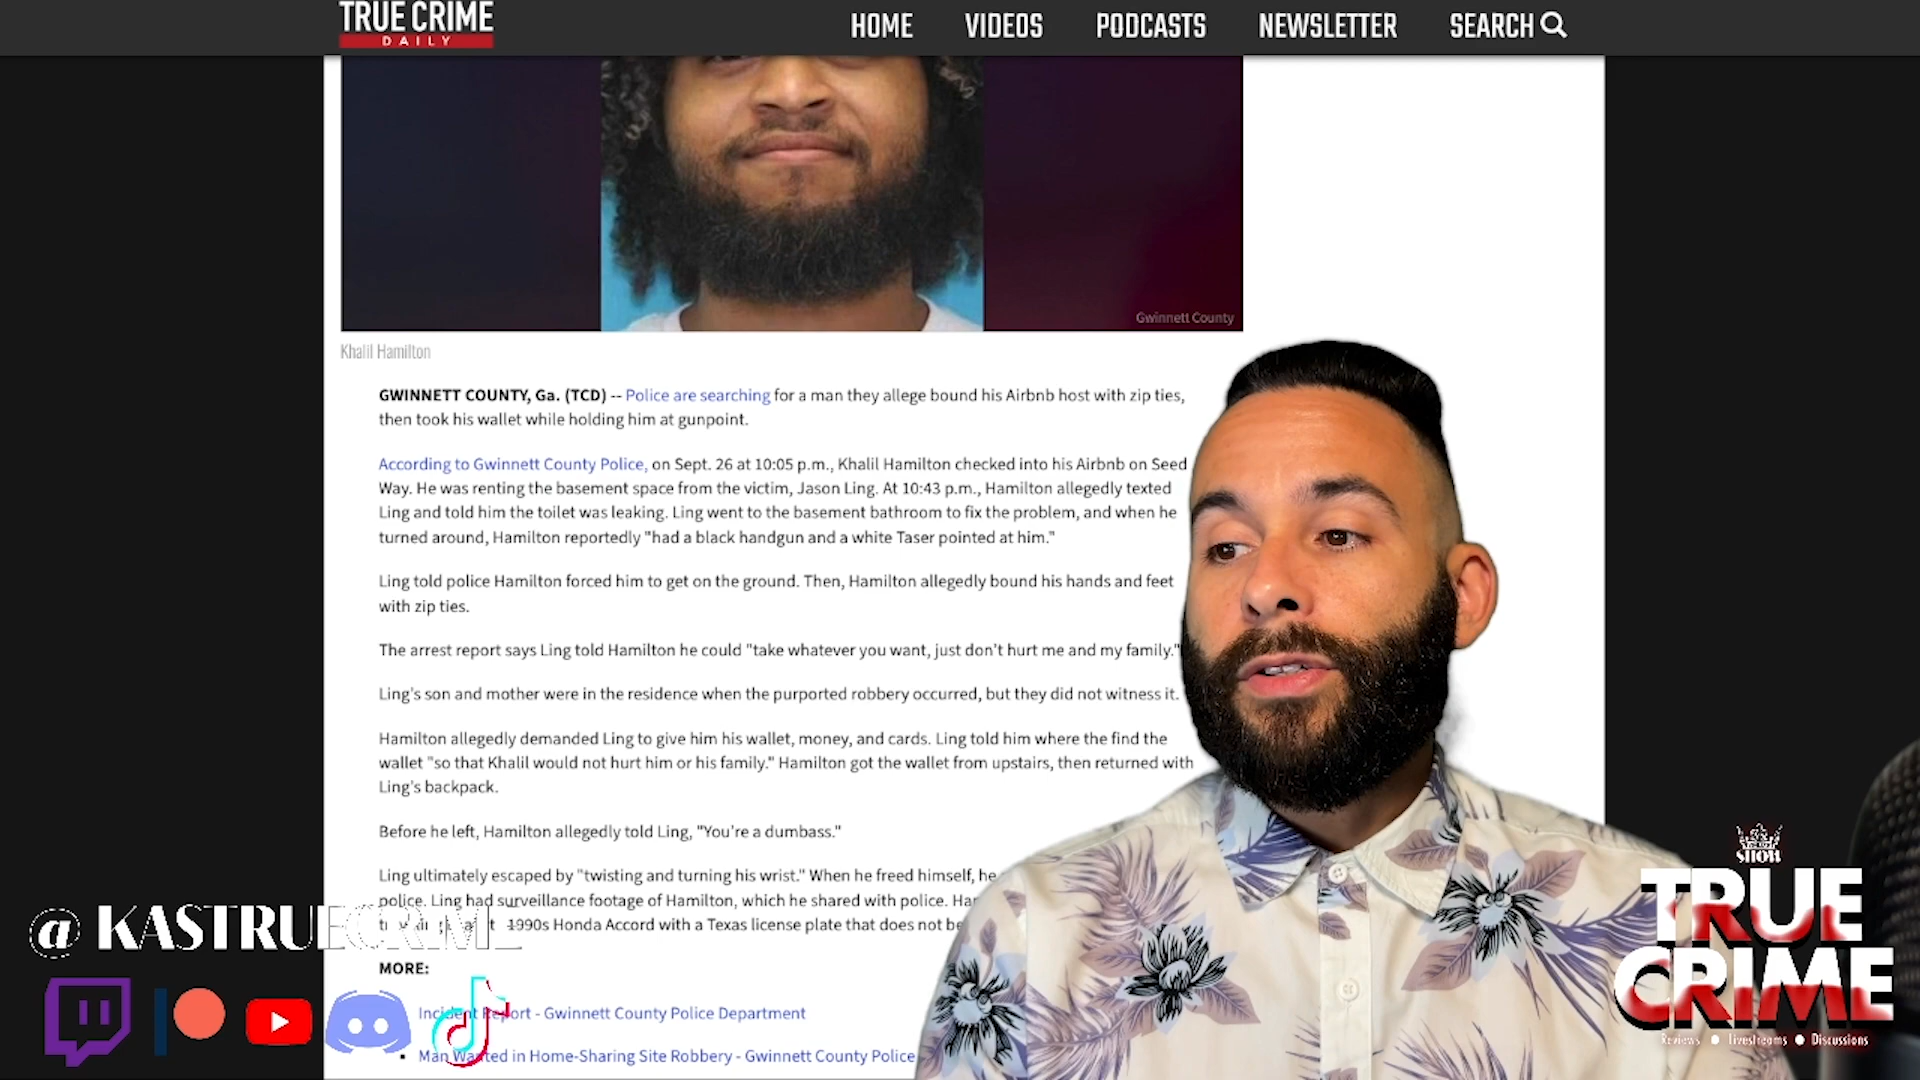 TRUE CRIME
DAILY
HOME VIDEOS PODCASTS NEWSLETTER SEARCH
Gwinnett County
Khalil Hamilton
GWINNETT COUNTY, Ga. (TCD) -- Police are searching for a man they allege bound his Airbnb host with zip ties,
then took his wallet while holding him at gunpoint.
According to Gwinnett County Police, on Sept. 26 at 10:05 p.m., Khalil Hamilton checked into his Airbnb on Seed
Way. He was renting the basement space from the victim, Jason Ling. At 10:43 p.m., Hamilton allegedly texted
Ling and told him the toilet was leaking. Ling went to the basement bathroom to fix the problem, and when he
turned around, Hamilton reportedly "had a black handgun and a white Taser pointed at him."
Ling told police Hamilton forced him to get on the ground. Then, Hamilton allegedly bound his hands and feet
with zip ties.
The arrest report says Ling told Hamilton he could "take whatever you want, just don't hurt me and my family."
Ling's son and mother were in the residence when the purported robbery occurred, but they did not witness it.
Hamilton allegedly demanded Ling to give him his wallet, money, and cards. Ling told him where the find the
wallet "so that Khalil would not hurt him or his family." Hamilton got the wallet from upstairs, then returned with
Ling's backpack.
Before he left, Hamilton allegedly told Ling, "You're a dumbass."
Ling ultimately escaped by "twisting and turning his wrist." When he freed himself, he
police. Ling had surveillance footage of Hamilton, which he shared with police.
1990s Honda Accord with a Texas license plate that does not
@ KASTRUECRIME
MORE:
Incident Report - Gwinnett County Police Department
Man Wanted in Home-Sharing Site Robbery - Gwinnett County Police
SHOW
TRUE
CRIME
Reviews • Livestreams • Discussions